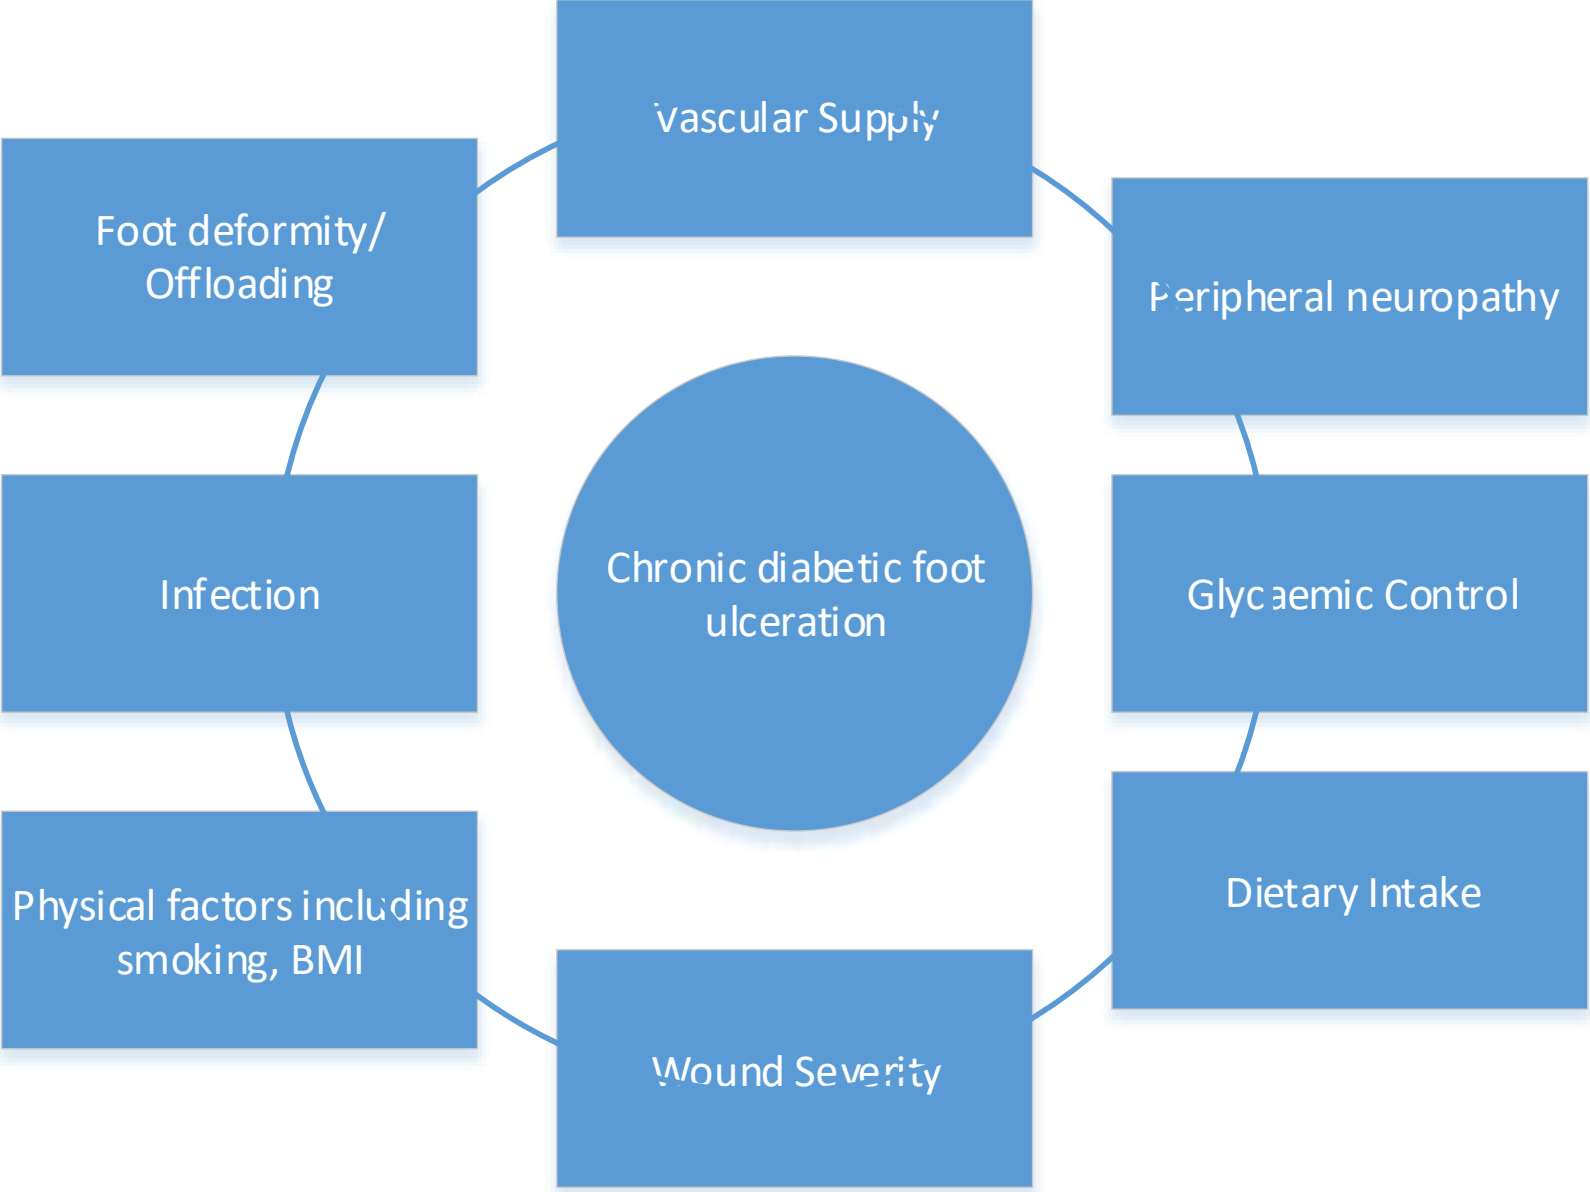 Vascular Supply
Peripheral neuropathy
Glycaemic Control
Dietary Intake
Wound Severity
Physical factors including
smoking, BMI
Infection
Foot deformity/
Offloading
Chronic diabetic foot
ulceration